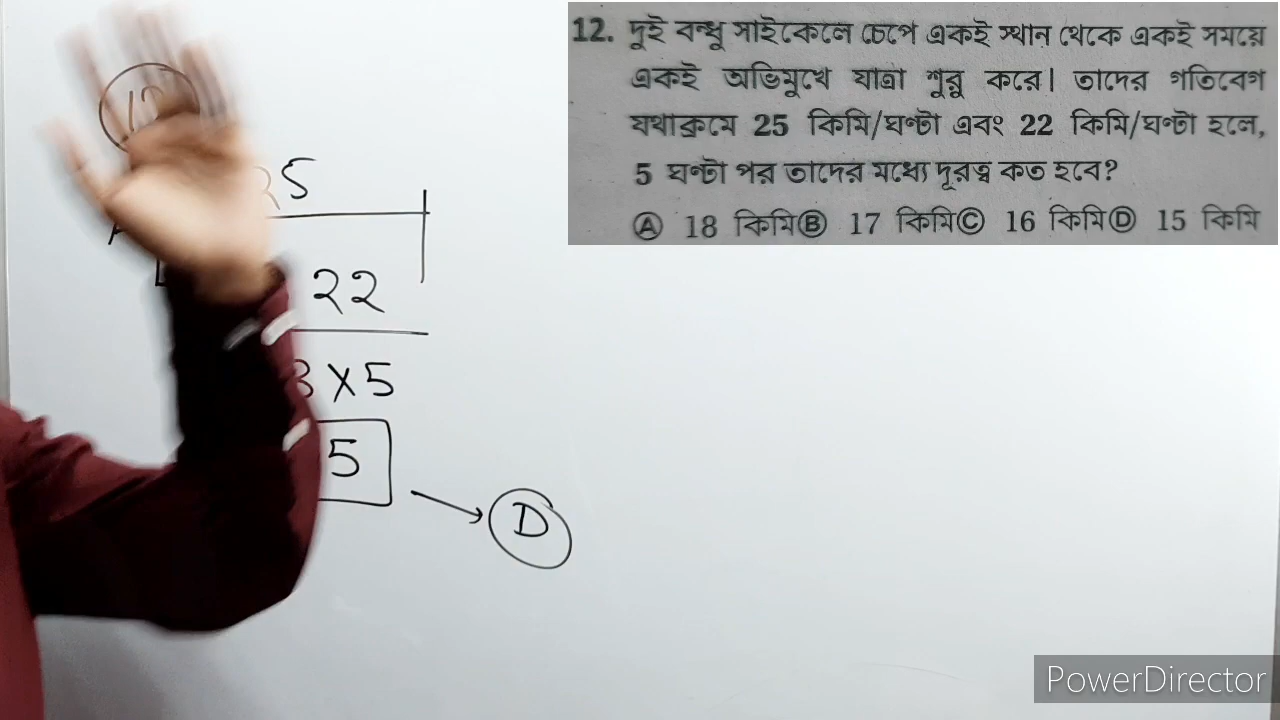 12. দুই বন্ধু সাইকেলে চেপে একই স্থান থেকে একই সময়ে
একই অভিমুখে যাত্রা শুরু করে। তাদের গতিবেগ
যথাক্রমে 25 কিমি/ঘণ্টা এবং 22 কিমি/ঘণ্টা হলে,
5 ঘণ্টা পর তাদের মধ্যে দূরত্ব কত হবে?
Ⓐ 18 কিমি Ⓑ 17 কিমি Ⓒ 16 কিমি Ⓓ 15 কিমি
25
22
3 X 5
5
D
PowerDirector